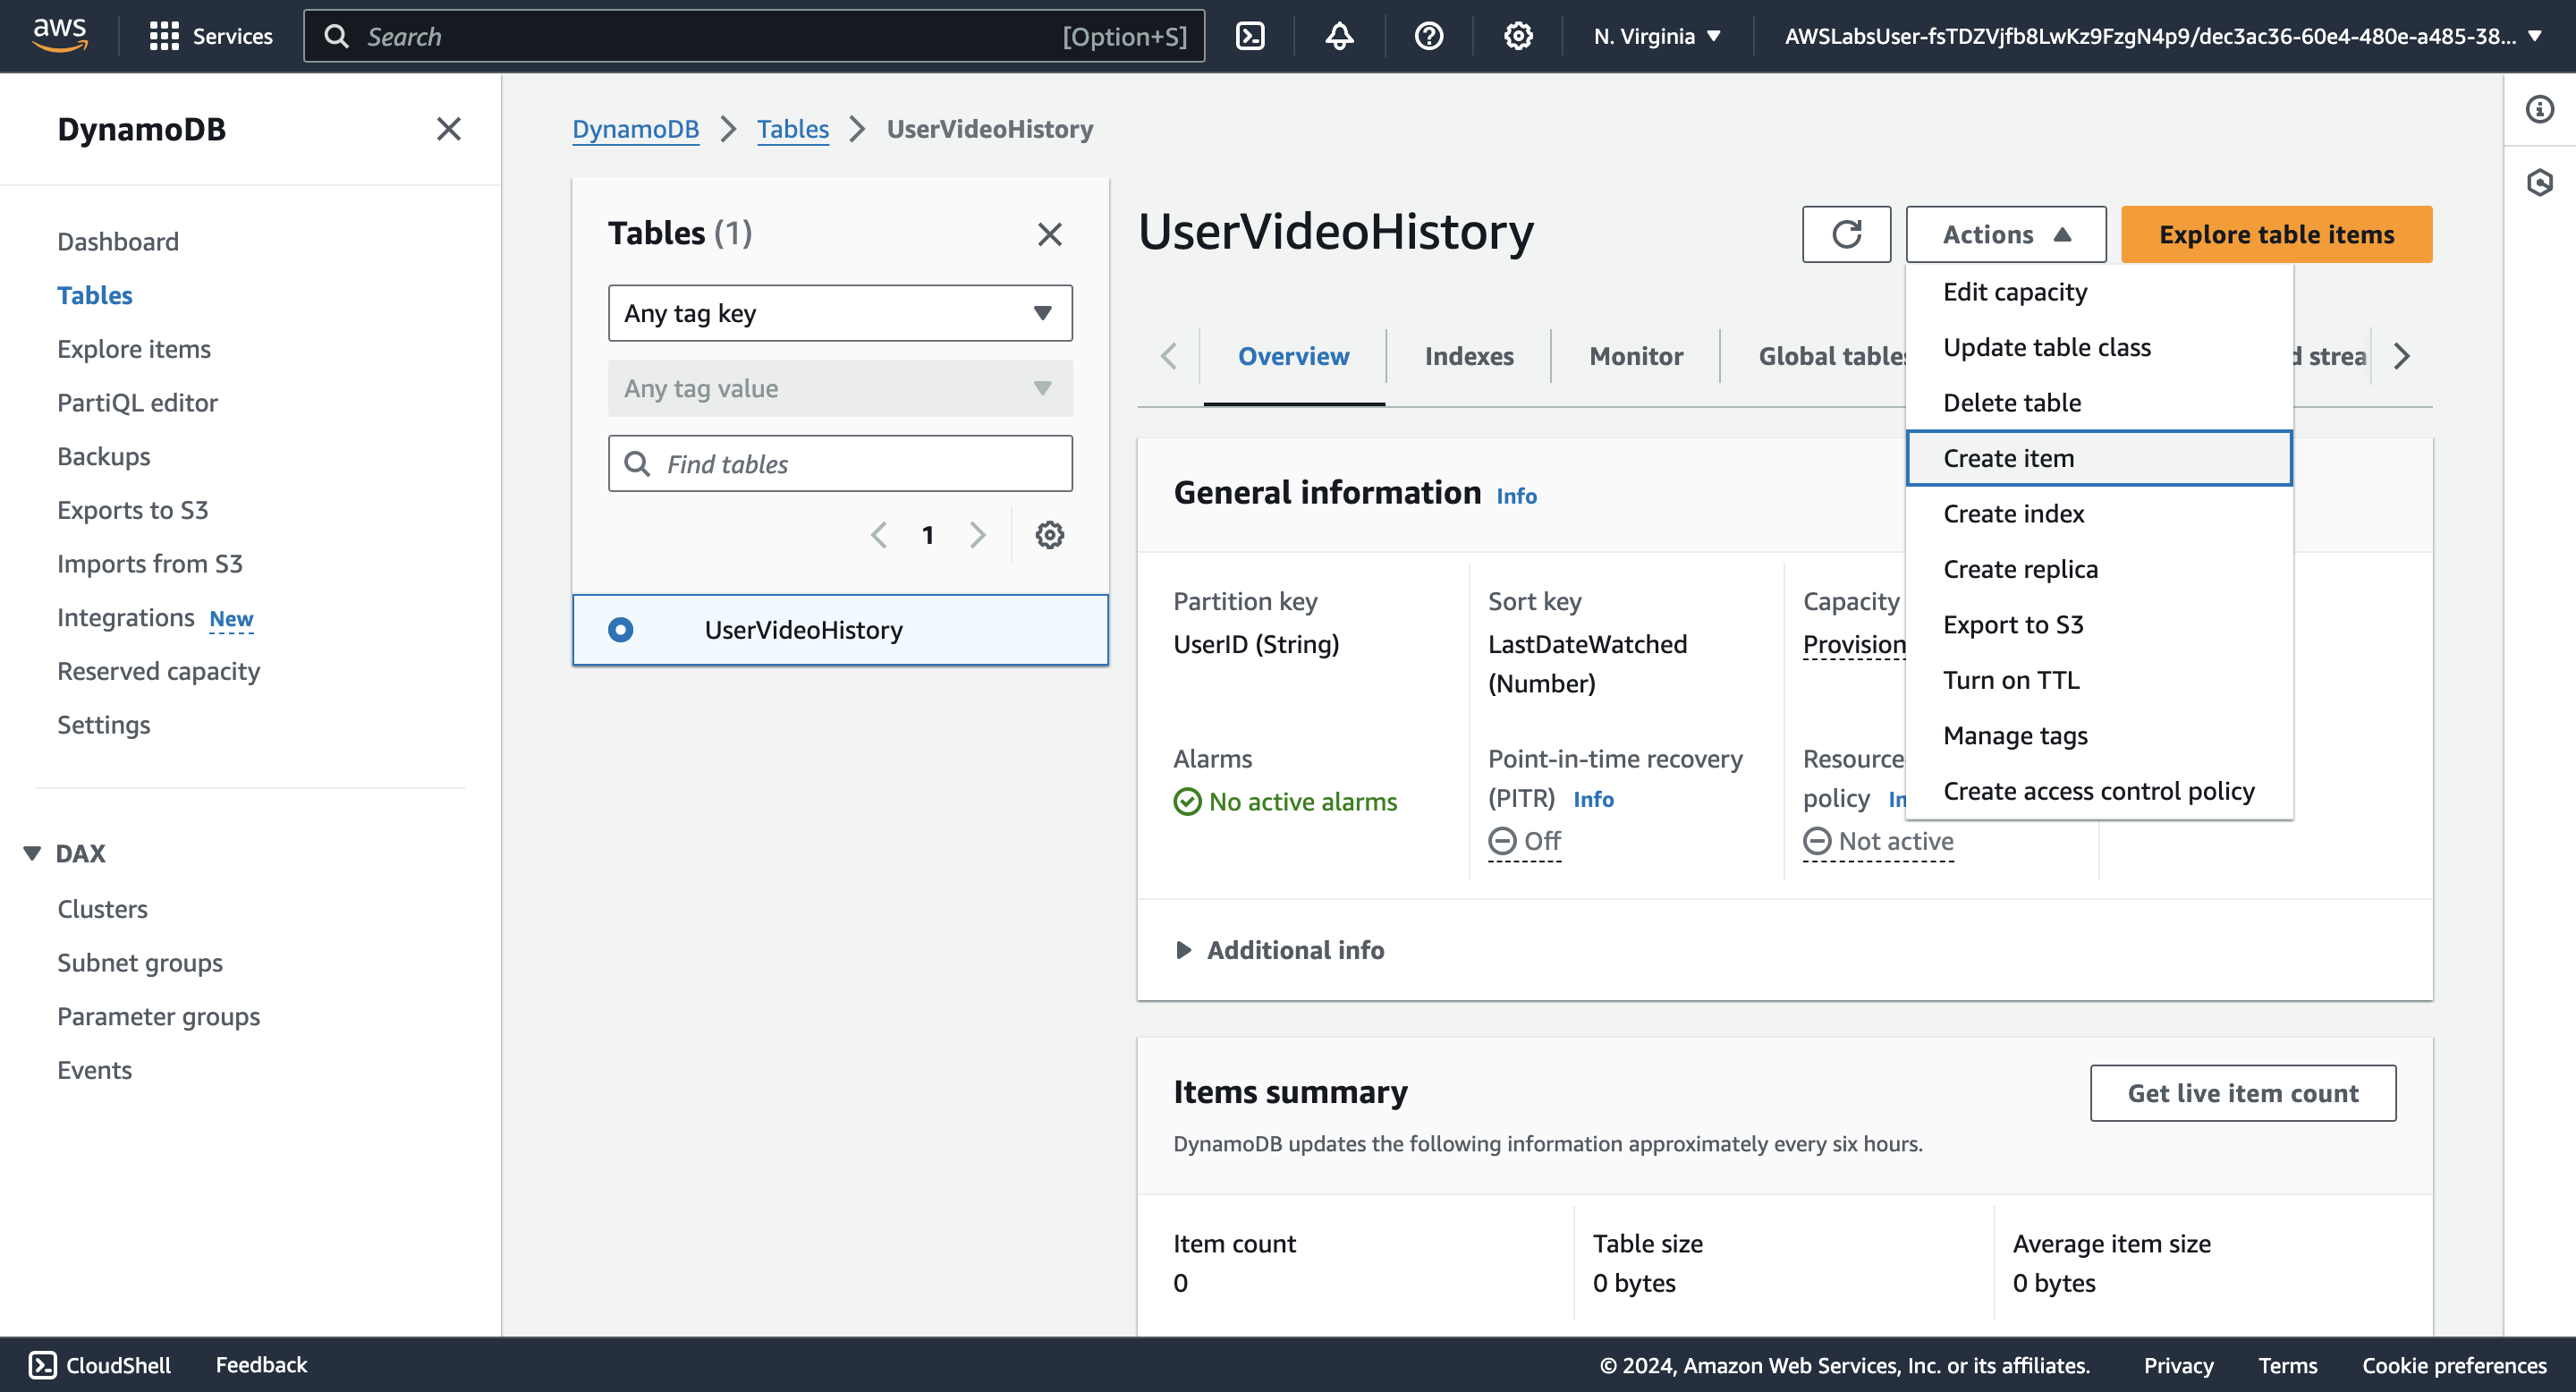 aws
Services
Search
[Option+S]
N. Virginia
AWSLabsUser-fsTDZVjfb8LwKz9FzgN4p9/dec3ac36-60e4-480e-a485-38...
DynamoDB
Dashboard
Tables
Explore items
PartiQL editor
Backups
Exports to S3
Imports from S3
Integrations New
Reserved capacity
Settings
DAX
Clusters
Subnet groups
Parameter groups
Events
DynamoDB
Tables
UserVideoHistory
Tables (1)
Any tag key
Any tag value
Find tables
1
UserVideoHistory
UserVideoHistory
Actions
Explore table items
Edit capacity
Update table class
Delete table
Create item
Create index
Create replica
Export to S3
Turn on TTL
Manage tags
Create access control policy
Overview
Indexes
Monitor
Global tables
d strea
General information Info
Partition key
UserID (String)
Sort key
LastDateWatched
(Number)
Capacity
Provision
Alarms
No active alarms
Point-in-time recovery
(PITR) Info
Off
Resource
policy In
Not active
Additional info
Items summary
Get live item count
DynamoDB updates the following information approximately every six hours.
Item count
0
Table size
0 bytes
Average item size
0 bytes
CloudShell
Feedback
© 2024, Amazon Web Services, Inc. or its affiliates.
Privacy
Terms
Cookie preferences